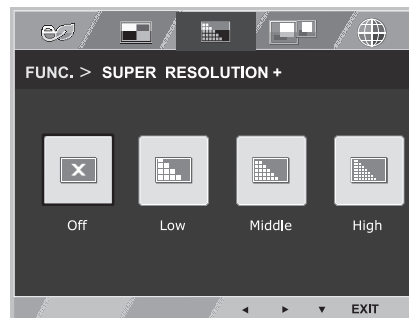 FUNC. > SUPER RESOLUTION +
Off
Low
Middle
High
EXIT